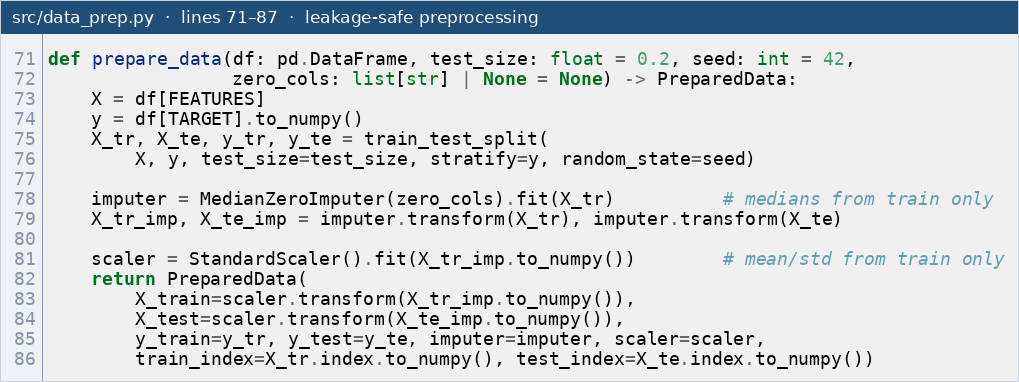 src/data_prep.py · lines 71–87 · leakage-safe preprocessing
71 def prepare_data(df: pd.DataFrame, test_size: float = 0.2, seed: int = 42,
72                  zero_cols: list[str] | None = None) -> PreparedData:
73     X = df[FEATURES]
74     y = df[TARGET].to_numpy()
75     X_tr, X_te, y_tr, y_te = train_test_split(
76         X, y, test_size=test_size, stratify=y, random_state=seed)
77
78     imputer = MedianZeroImputer(zero_cols).fit(X_tr)          # medians from train only
79     X_tr_imp, X_te_imp = imputer.transform(X_tr), imputer.transform(X_te)
80
81     scaler = StandardScaler().fit(X_tr_imp.to_numpy())        # mean/std from train only
82     return PreparedData(
83         X_train=scaler.transform(X_tr_imp.to_numpy()),
84         X_test=scaler.transform(X_te_imp.to_numpy()),
85         y_train=y_tr, y_test=y_te, imputer=imputer, scaler=scaler,
86         train_index=X_tr.index.to_numpy(), test_index=X_te.index.to_numpy())